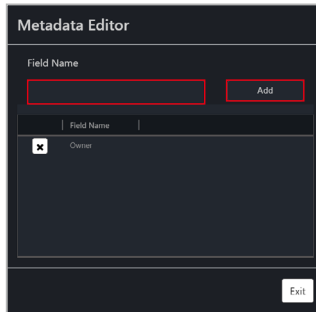 Metadata Editor
Field Name
Add
Field Name
Owner
Exit